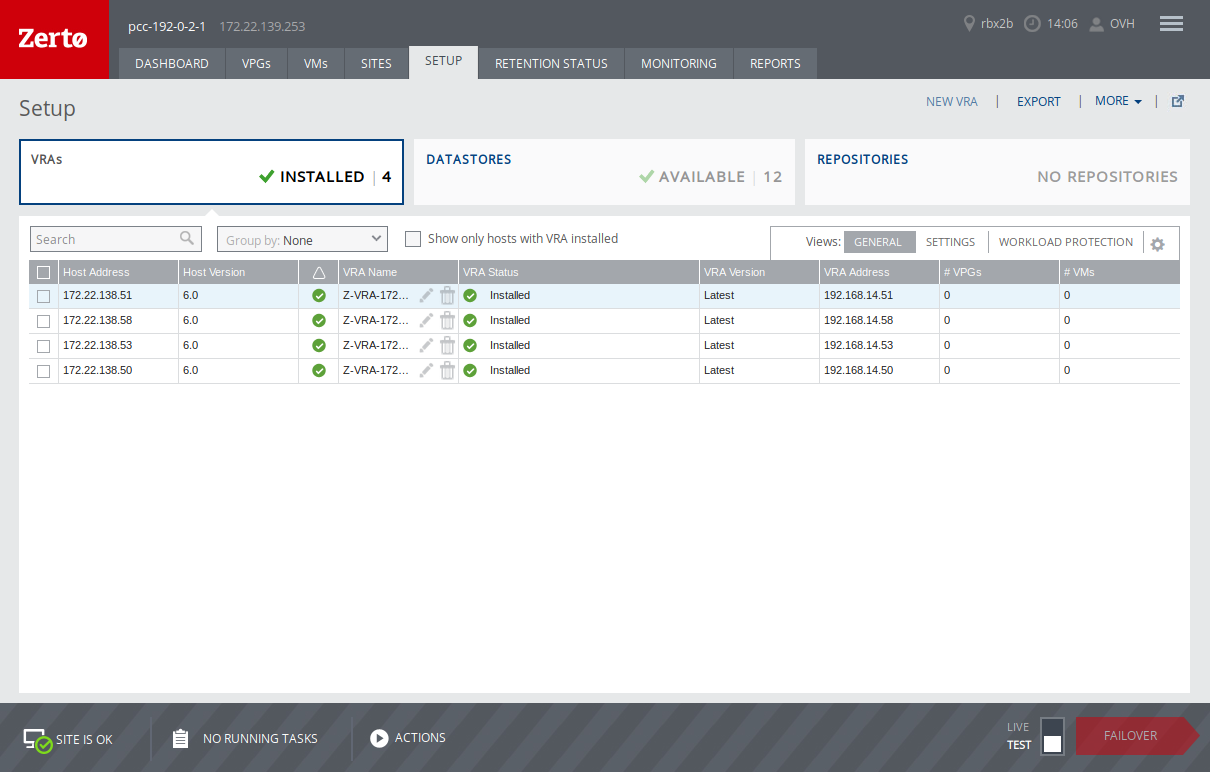 Zerto
pcc-192-0-2-1 172.22.139.253
rbx2b 14:06 OVH
DASHBOARD VPGs VMs SITES SETUP RETENTION STATUS MONITORING REPORTS
Setup
NEW VRA | EXPORT | MORE |
VRAs
INSTALLED | 4
DATASTORES
AVAILABLE | 12
REPOSITORIES
NO REPOSITORIES
Search Group by: None Show only hosts with VRA installed Views: GENERAL SETTINGS WORKLOAD PROTECTION
Host Address Host Version VRA Name VRA Status VRA Version VRA Address # VPGs # VMs
172.22.138.51 6.0 Z-VRA-172... Installed Latest 192.168.14.51 0 0
172.22.138.58 6.0 Z-VRA-172... Installed Latest 192.168.14.58 0 0
172.22.138.53 6.0 Z-VRA-172... Installed Latest 192.168.14.53 0 0
172.22.138.50 6.0 Z-VRA-172... Installed Latest 192.168.14.50 0 0
SITE IS OK NO RUNNING TASKS ACTIONS
LIVE
TEST
FAILOVER